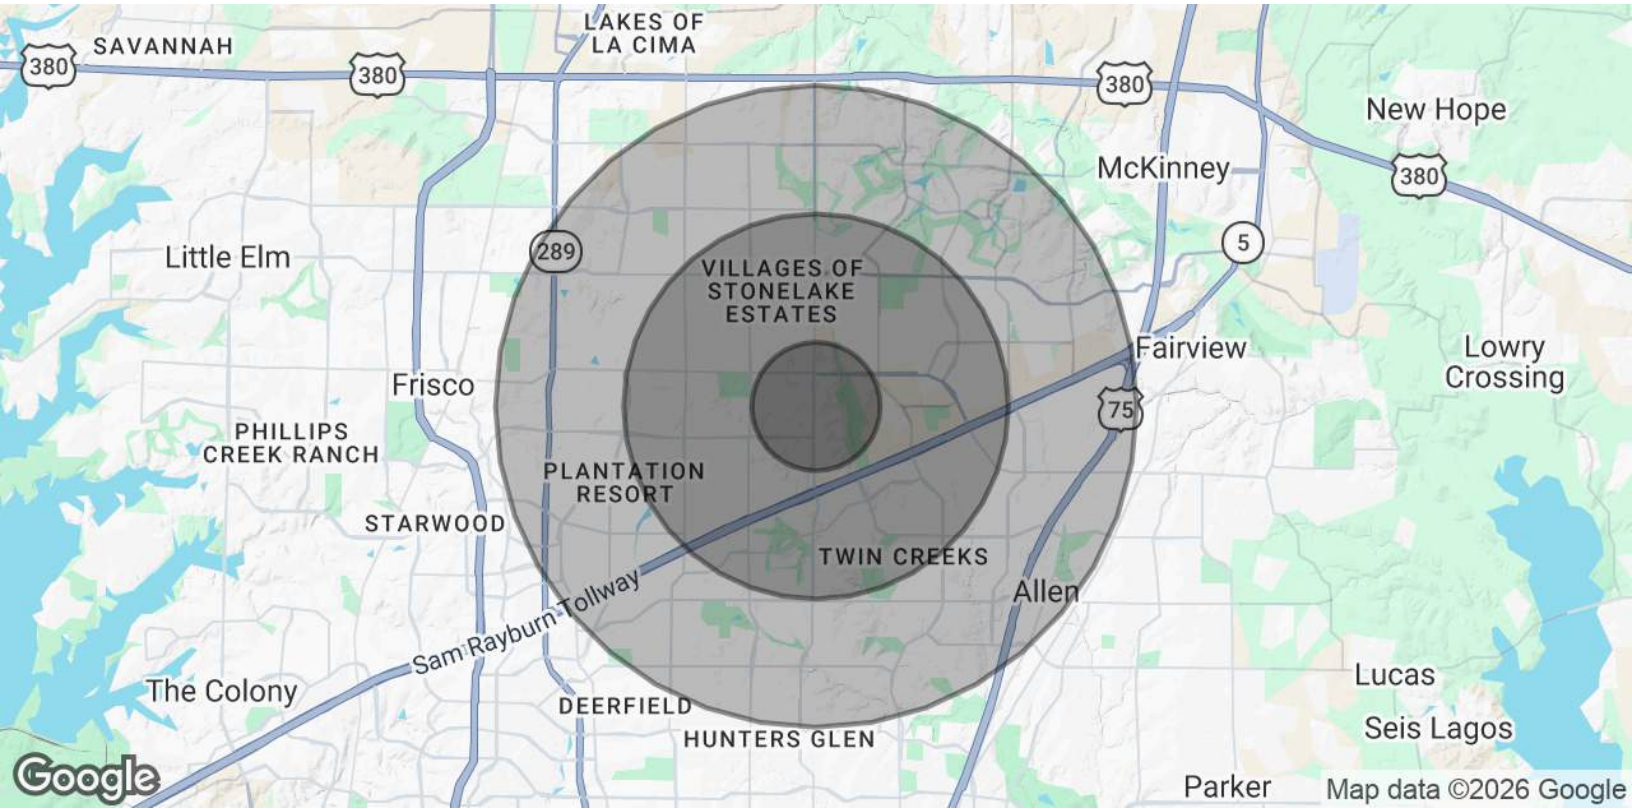 LAKES OF
LA CIMA
SAVANNAH
380
380
380
New Hope
McKinney
380
5
289
Little Elm
VILLAGES OF
STONELAKE
ESTATES
Fairview
Lowry
Crossing
Frisco
75
PHILLIPS
CREEK RANCH
PLANTATION
RESORT
STARWOOD
TWIN CREEKS
Allen
Sam Rayburn Tollway
The Colony
Lucas
DEERFIELD
HUNTERS GLEN
Seis Lagos
Google
Parker
Map data ©2026 Google